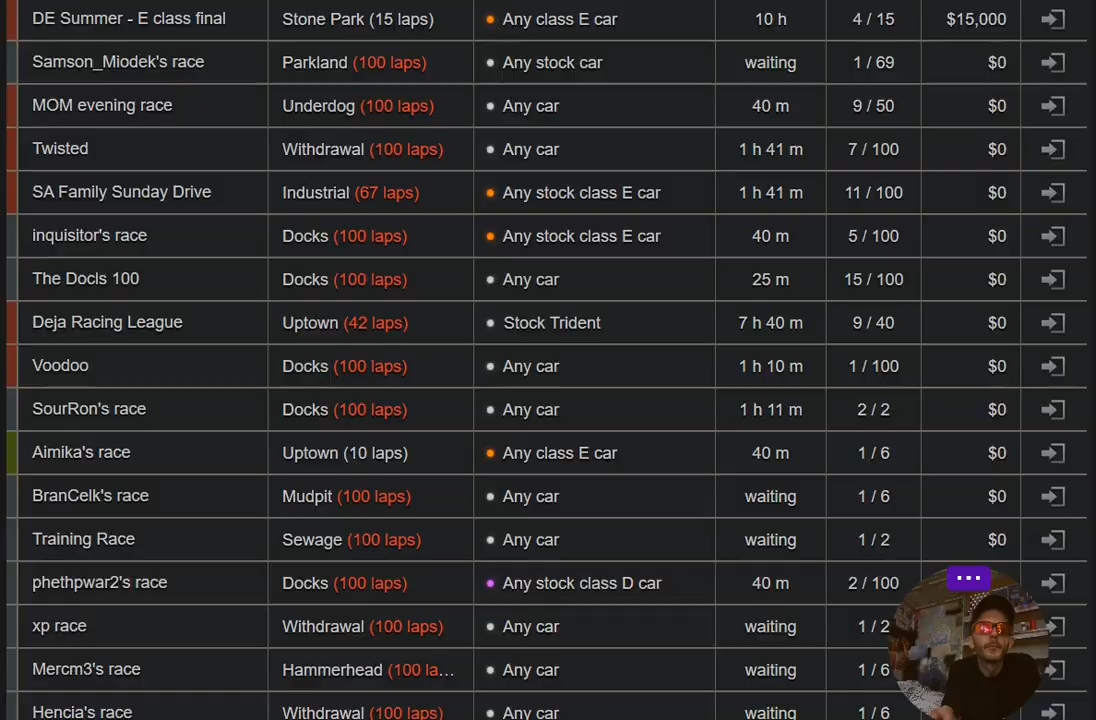 DE Summer - E class final Stone Park (15 laps) Any class E car 10 h 4 / 15 $15,000
Samson_Miodek's race Parkland (100 laps) Any stock car waiting 1 / 69 $0
MOM evening race Underdog (100 laps) Any car 40 m 9 / 50 $0
Twisted Withdrawal (100 laps) Any car 1 h 41 m 7 / 100 $0
SA Family Sunday Drive Industrial (67 laps) Any stock class E car 1 h 41 m 11 / 100 $0
inquisitor's race Docks (100 laps) Any stock class E car 40 m 5 / 100 $0
The Docls 100 Docks (100 laps) Any car 25 m 15 / 100 $0
Deja Racing League Uptown (42 laps) Stock Trident 7 h 40 m 9 / 40 $0
Voodoo Docks (100 laps) Any car 1 h 10 m 1 / 100 $0
SourRon's race Docks (100 laps) Any car 1 h 11 m 2 / 2 $0
Aimika's race Uptown (10 laps) Any class E car 40 m 1 / 6 $0
BranCelk's race Mudpit (100 laps) Any car waiting 1 / 6 $0
Training Race Sewage (100 laps) Any car waiting 1 / 2 $0
phethpwar2's race Docks (100 laps) Any stock class D car 40 m 2 / 100
xp race Withdrawal (100 laps) Any car waiting 1 / 2
Mercm3's race Hammerhead (100 la... Any car waiting 1 / 6
Hencia's race Withdrawal (100 laps) Any car waiting 1 / 6